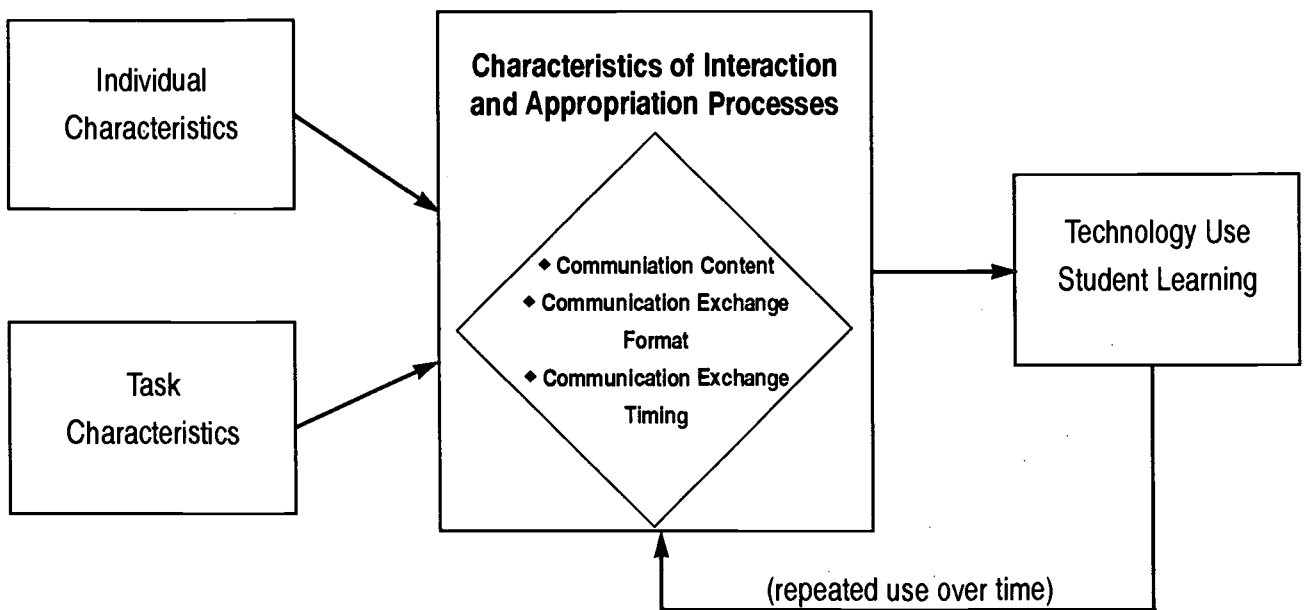 Individual
Characteristics
Task
Characteristics
Characteristics of Interaction
and Appropriation Processes
◆ Communiation Content
◆ Communication Exchange
Format
◆ Communication Exchange
Timing
Technology Use
Student Learning
(repeated use over time)